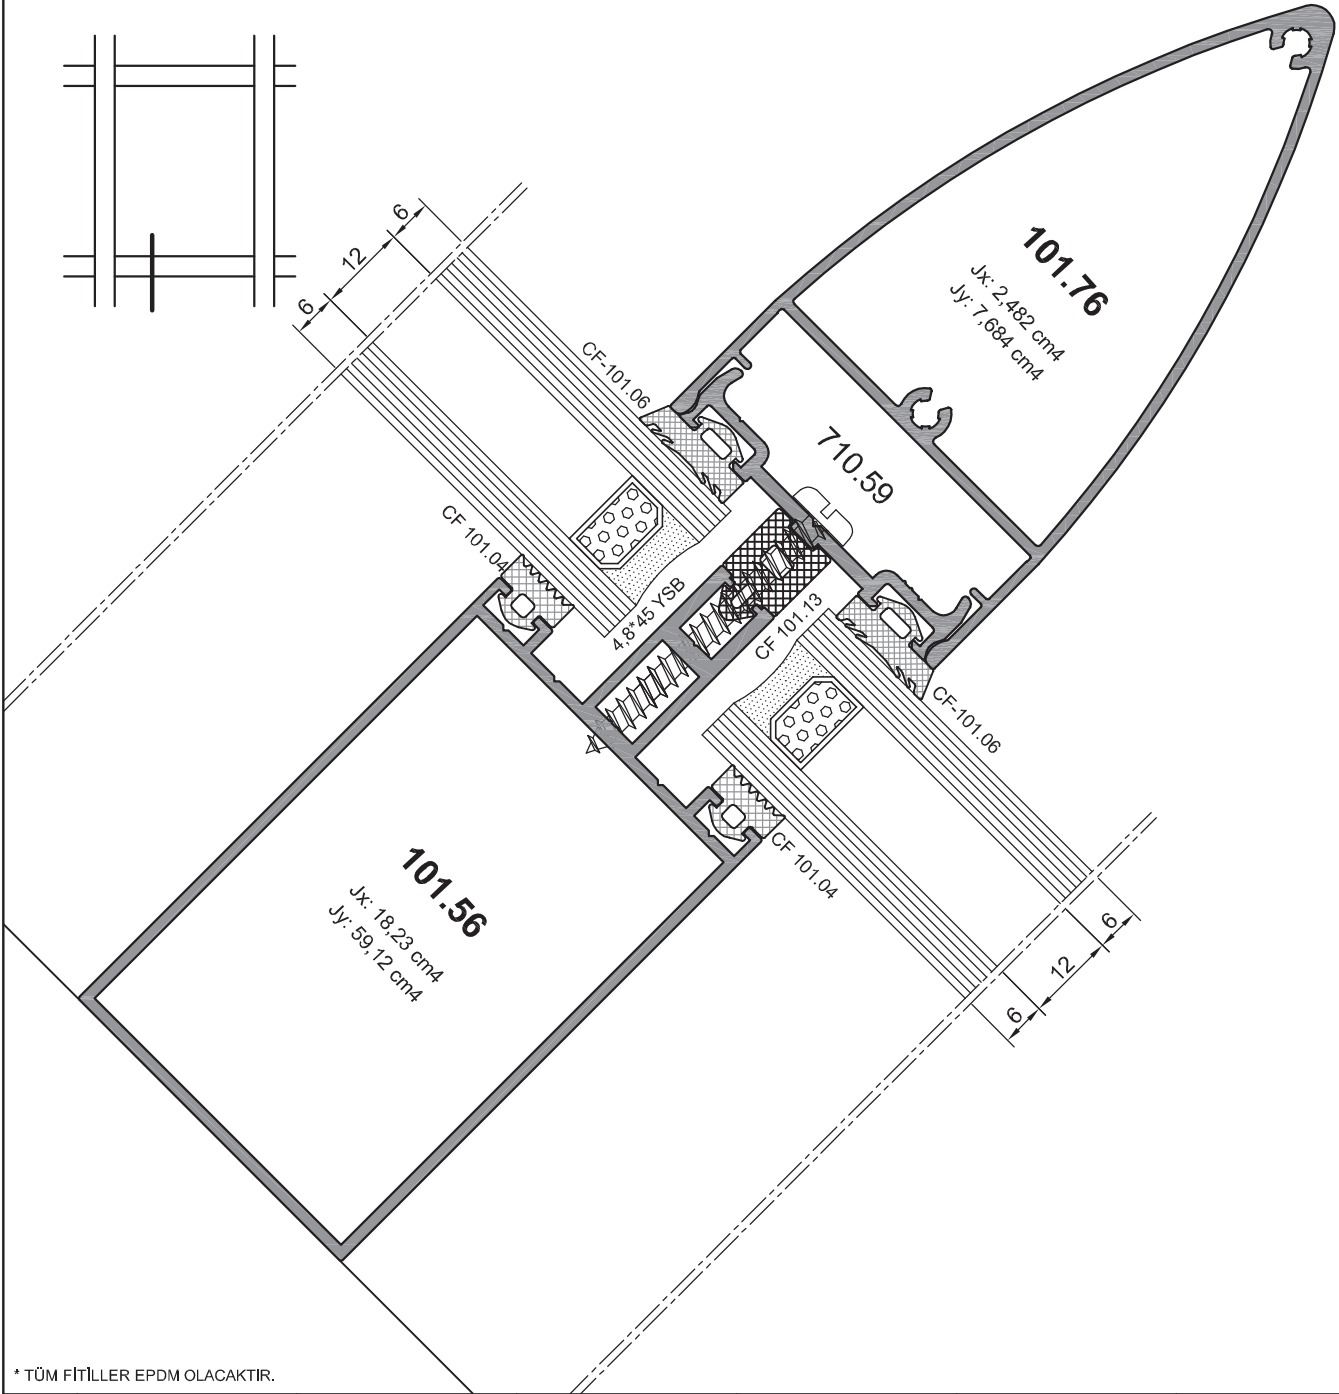 6
12
6
101.76
Jx: 2,482 cm4
Jy: 7,684 cm4
CF-101.06
710.59
CF 101.04
4,8*45 YSB
CF 101.13
CF-101.06
CF 101.04
101.56
Jx: 18,23 cm4
Jy: 59,12 cm4
6
12
6
* TÜM FİTİLLER EPDM OLACAKTIR.